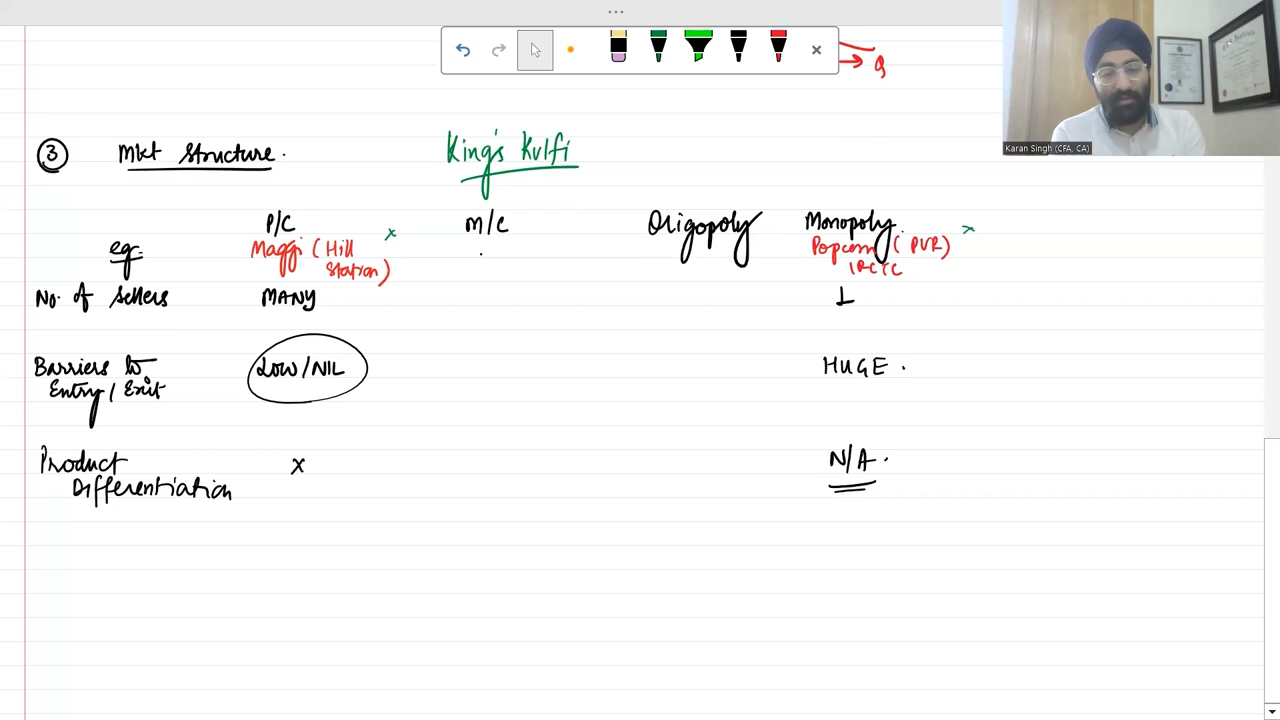 ③ Mkt Structure. King's Kulfi
P/C M/C Oligopoly Monopoly
eg. Maggi (Hill Station) x Popcorn (PVR) x
IRCTC
No. of Sellers MANY 1
Barriers to Entry / Exit LOW / NIL HUGE.
Product Differentiation x N/A.
Karan Singh (CFA, CA)